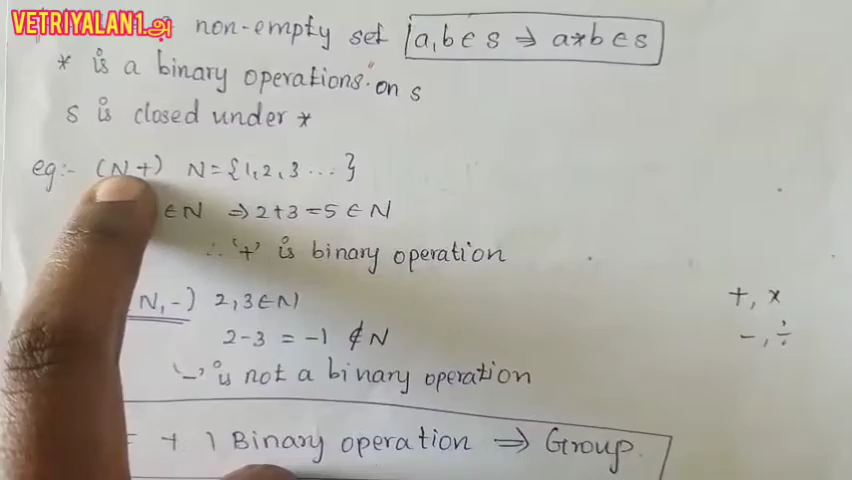 VETRIYALAN1.அ
non-empty set a,b ∈ s ⇒ a*b ∈ s
* is a binary operations" on s
s is closed under *
eg:- (N +) N = {1,2,3 ... }
∈ N ⇒ 2+3 = 5 ∈ N
∴ '+' is binary operation
N, -) 2,3 ∈ N
+, ×
2-3 = -1 ∉ N
-, ÷
'-' is not a binary operation
+ 1 Binary operation ⇒ Group.